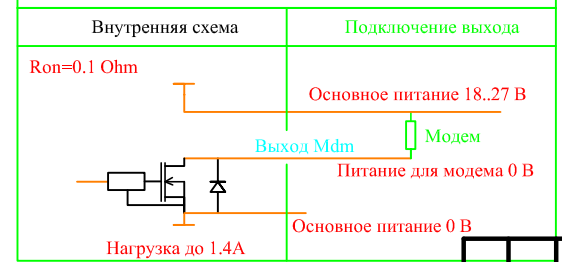 Внутренняя схема
Подключение выхода
Ron=0.1 Ohm
Основное питание 18..27 В
Модем
Выход Mdm
Питание для модема 0 В
Основное питание 0 В
Нагрузка до 1.4А